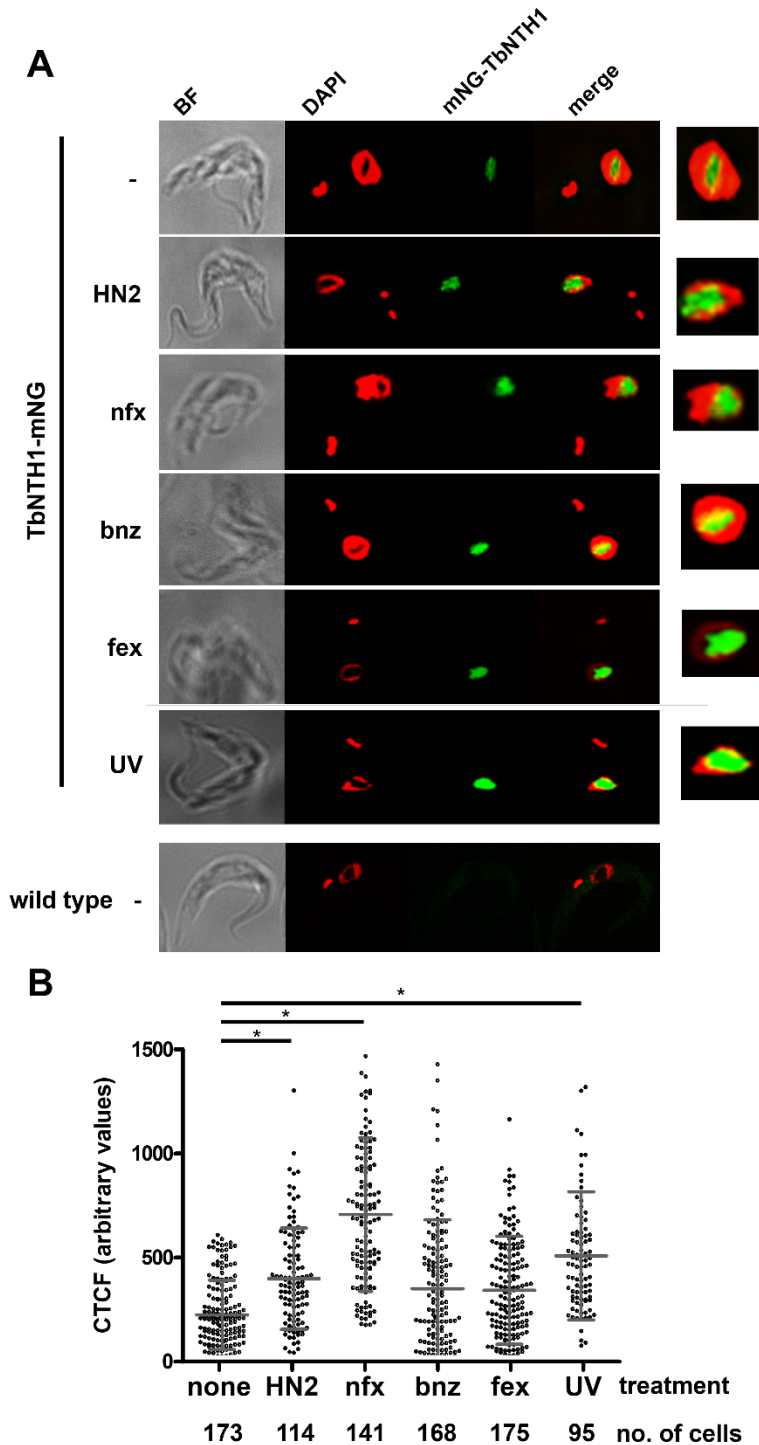 A
BF DAPI mNG-TbNTH1 merge
TbNTH1-mNG
-
HN2
nfx
bnz
fex
UV
wild type -
B
* 
*
*
CTCF (arbitrary values)
1500
1000
500
0
none HN2 nfx bnz fex UV treatment
173 114 141 168 175 95 no. of cells